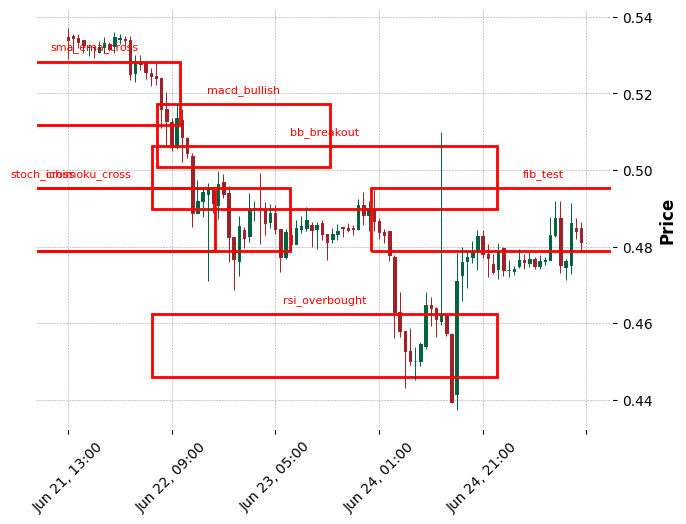 0.54
sma_ema_cross
macd_bullish
0.52
bb_breakout
0.50
stoch_cross
ichimoku_cross
fib_test
Price
0.48
rsi_overbought
0.46
0.44
Jun 21, 13:00
Jun 22, 09:00
Jun 23, 05:00
Jun 24, 01:00
Jun 24, 21:00